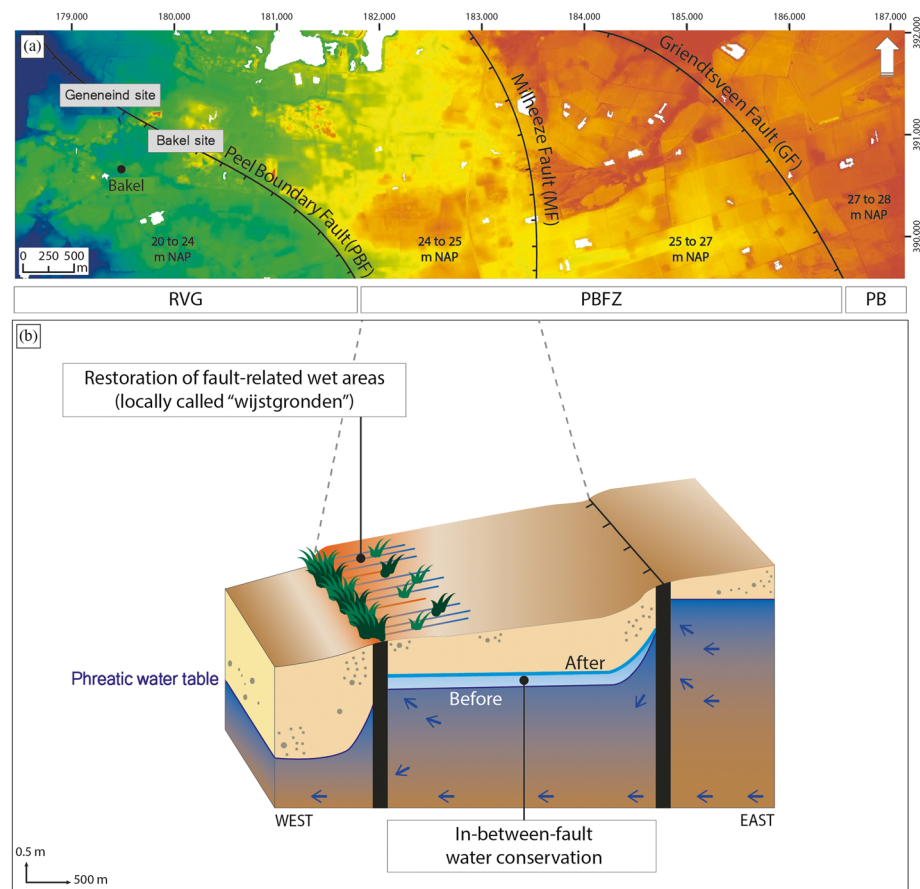 179.000
180.000
181.000
182.000
183.000
184.000
185.000
186.000
187.000
392.000
(a)
Geneneind site
Bakel site
Bakel
Peel Boundary Fault (PBF)
Milheeze Fault (MF)
Griendtsveen Fault (GF)
391.000
390.000
20 to 24
m NAP
24 to 25
m NAP
25 to 27
m NAP
27 to 28
m NAP
0 250 500
m
RVG
PBFZ
PB
(b)
Restoration of fault-related wet areas
(locally called "wijstgronden")
Phreatic water table
After
Before
WEST
EAST
In-between-fault
water conservation
0.5 m
500 m